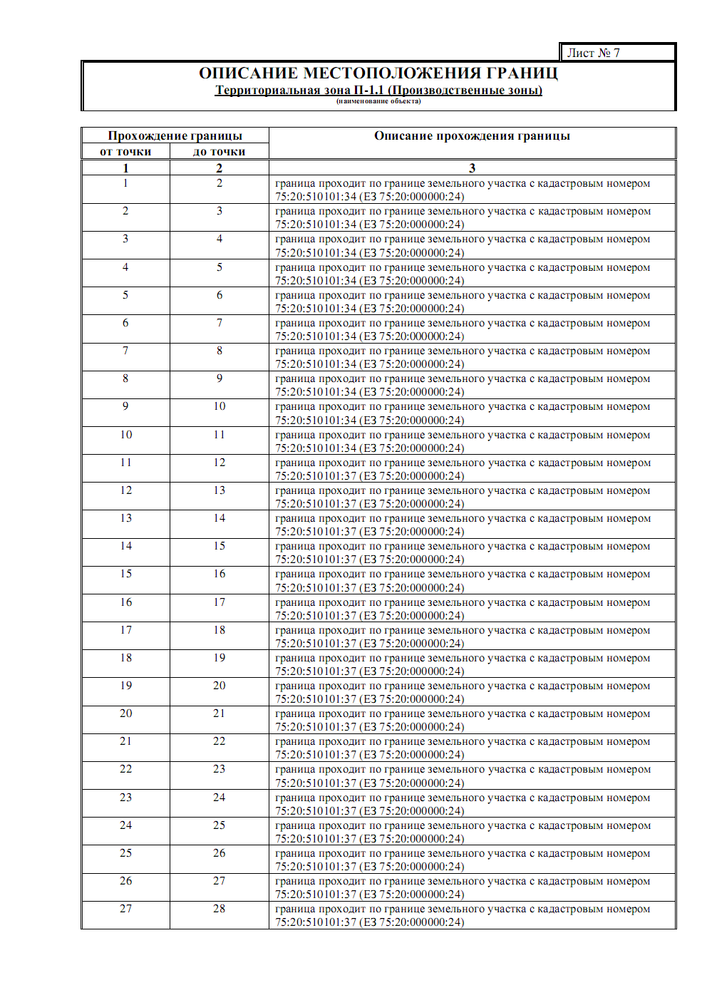 Лист № 7
ОПИСАНИЕ МЕСТОПОЛОЖЕНИЯ ГРАНИЦ
Территориальная зона П-1.1 (Производственные зоны)
(наименование объекта)
Прохождение границы Описание прохождения границы
от точки до точки
1 2 3
1 2 граница проходит по границе земельного участка с кадастровым номером
75:20:510101:34 (ЕЗ 75:20:000000:24)
2 3 граница проходит по границе земельного участка с кадастровым номером
75:20:510101:34 (ЕЗ 75:20:000000:24)
3 4 граница проходит по границе земельного участка с кадастровым номером
75:20:510101:34 (ЕЗ 75:20:000000:24)
4 5 граница проходит по границе земельного участка с кадастровым номером
75:20:510101:34 (ЕЗ 75:20:000000:24)
5 6 граница проходит по границе земельного участка с кадастровым номером
75:20:510101:34 (ЕЗ 75:20:000000:24)
6 7 граница проходит по границе земельного участка с кадастровым номером
75:20:510101:34 (ЕЗ 75:20:000000:24)
7 8 граница проходит по границе земельного участка с кадастровым номером
75:20:510101:34 (ЕЗ 75:20:000000:24)
8 9 граница проходит по границе земельного участка с кадастровым номером
75:20:510101:34 (ЕЗ 75:20:000000:24)
9 10 граница проходит по границе земельного участка с кадастровым номером
75:20:510101:34 (ЕЗ 75:20:000000:24)
10 11 граница проходит по границе земельного участка с кадастровым номером
75:20:510101:34 (ЕЗ 75:20:000000:24)
11 12 граница проходит по границе земельного участка с кадастровым номером
75:20:510101:37 (ЕЗ 75:20:000000:24)
12 13 граница проходит по границе земельного участка с кадастровым номером
75:20:510101:37 (ЕЗ 75:20:000000:24)
13 14 граница проходит по границе земельного участка с кадастровым номером
75:20:510101:37 (ЕЗ 75:20:000000:24)
14 15 граница проходит по границе земельного участка с кадастровым номером
75:20:510101:37 (ЕЗ 75:20:000000:24)
15 16 граница проходит по границе земельного участка с кадастровым номером
75:20:510101:37 (ЕЗ 75:20:000000:24)
16 17 граница проходит по границе земельного участка с кадастровым номером
75:20:510101:37 (ЕЗ 75:20:000000:24)
17 18 граница проходит по границе земельного участка с кадастровым номером
75:20:510101:37 (ЕЗ 75:20:000000:24)
18 19 граница проходит по границе земельного участка с кадастровым номером
75:20:510101:37 (ЕЗ 75:20:000000:24)
19 20 граница проходит по границе земельного участка с кадастровым номером
75:20:510101:37 (ЕЗ 75:20:000000:24)
20 21 граница проходит по границе земельного участка с кадастровым номером
75:20:510101:37 (ЕЗ 75:20:000000:24)
21 22 граница проходит по границе земельного участка с кадастровым номером
75:20:510101:37 (ЕЗ 75:20:000000:24)
22 23 граница проходит по границе земельного участка с кадастровым номером
75:20:510101:37 (ЕЗ 75:20:000000:24)
23 24 граница проходит по границе земельного участка с кадастровым номером
75:20:510101:37 (ЕЗ 75:20:000000:24)
24 25 граница проходит по границе земельного участка с кадастровым номером
75:20:510101:37 (ЕЗ 75:20:000000:24)
25 26 граница проходит по границе земельного участка с кадастровым номером
75:20:510101:37 (ЕЗ 75:20:000000:24)
26 27 граница проходит по границе земельного участка с кадастровым номером
75:20:510101:37 (ЕЗ 75:20:000000:24)
27 28 граница проходит по границе земельного участка с кадастровым номером
75:20:510101:37 (ЕЗ 75:20:000000:24)